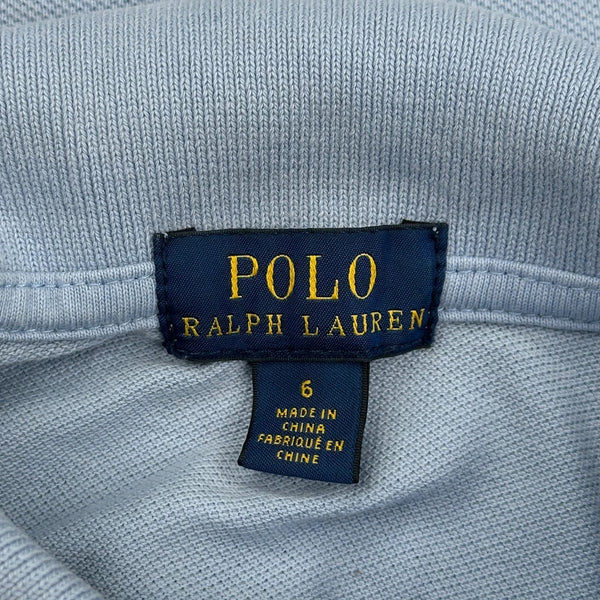 POLO
RALPH LAUREN
6
MADE IN
CHINA
FABRIQUÉ EN
CHINE